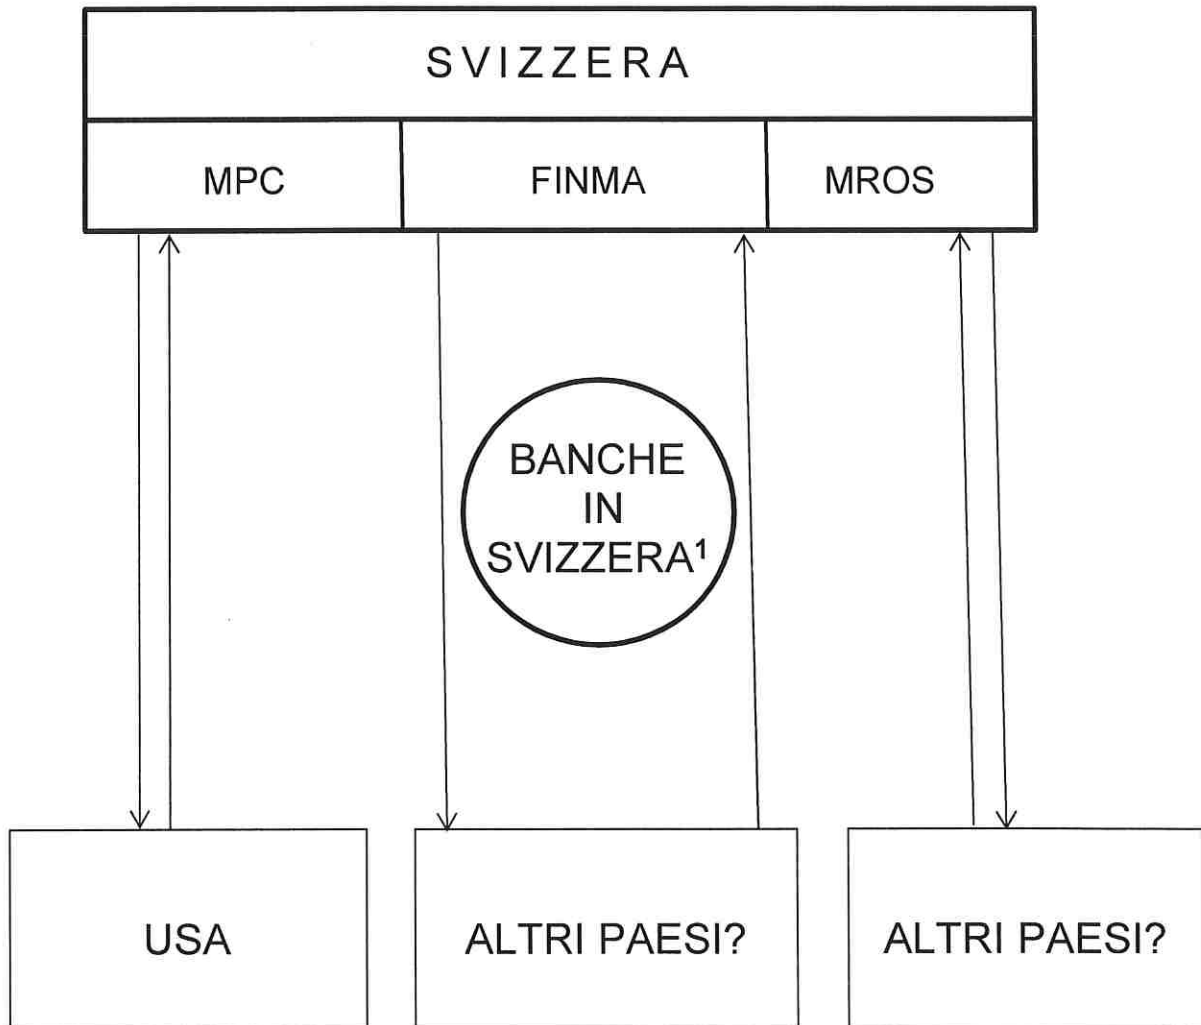 SVIZZERA
MPC FINMA MROS
BANCHE
IN
SVIZZERA¹
USA ALTRI PAESI? ALTRI PAESI?